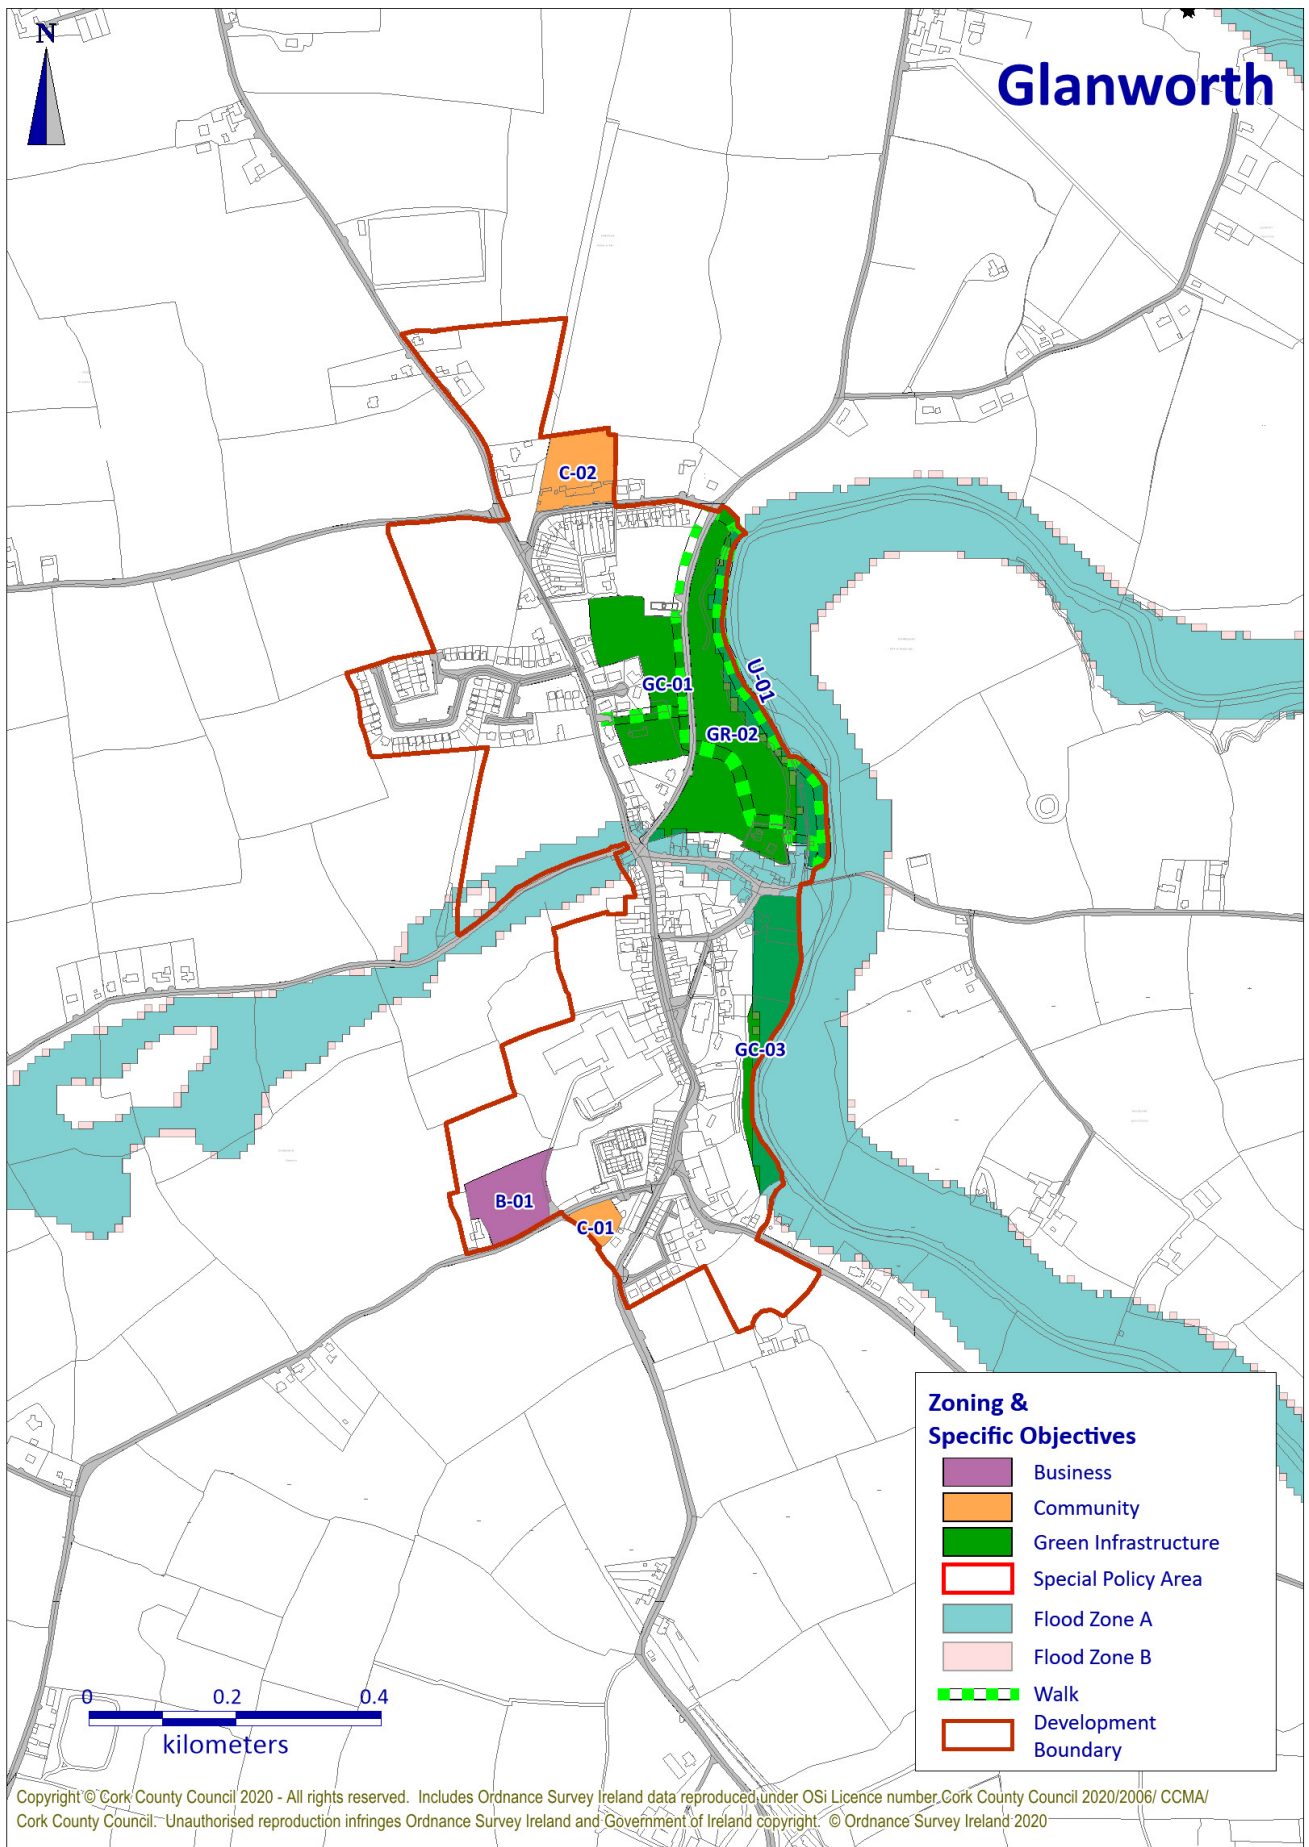 N
Glanworth
C-02
U-01
GC-01
GR-02
GC-03
B-01
C-01
Zoning &
Specific Objectives
Business
Community
Green Infrastructure
Special Policy Area
Flood Zone A
Flood Zone B
Walk
Development
Boundary
0 0.2 0.4
kilometers
Copyright © Cork County Council 2020 - All rights reserved. Includes Ordnance Survey Ireland data reproduced under OSi Licence number Cork County Council 2020/2006/ CCMA/
Cork County Council. Unauthorised reproduction infringes Ordnance Survey Ireland and Government of Ireland copyright. © Ordnance Survey Ireland 2020